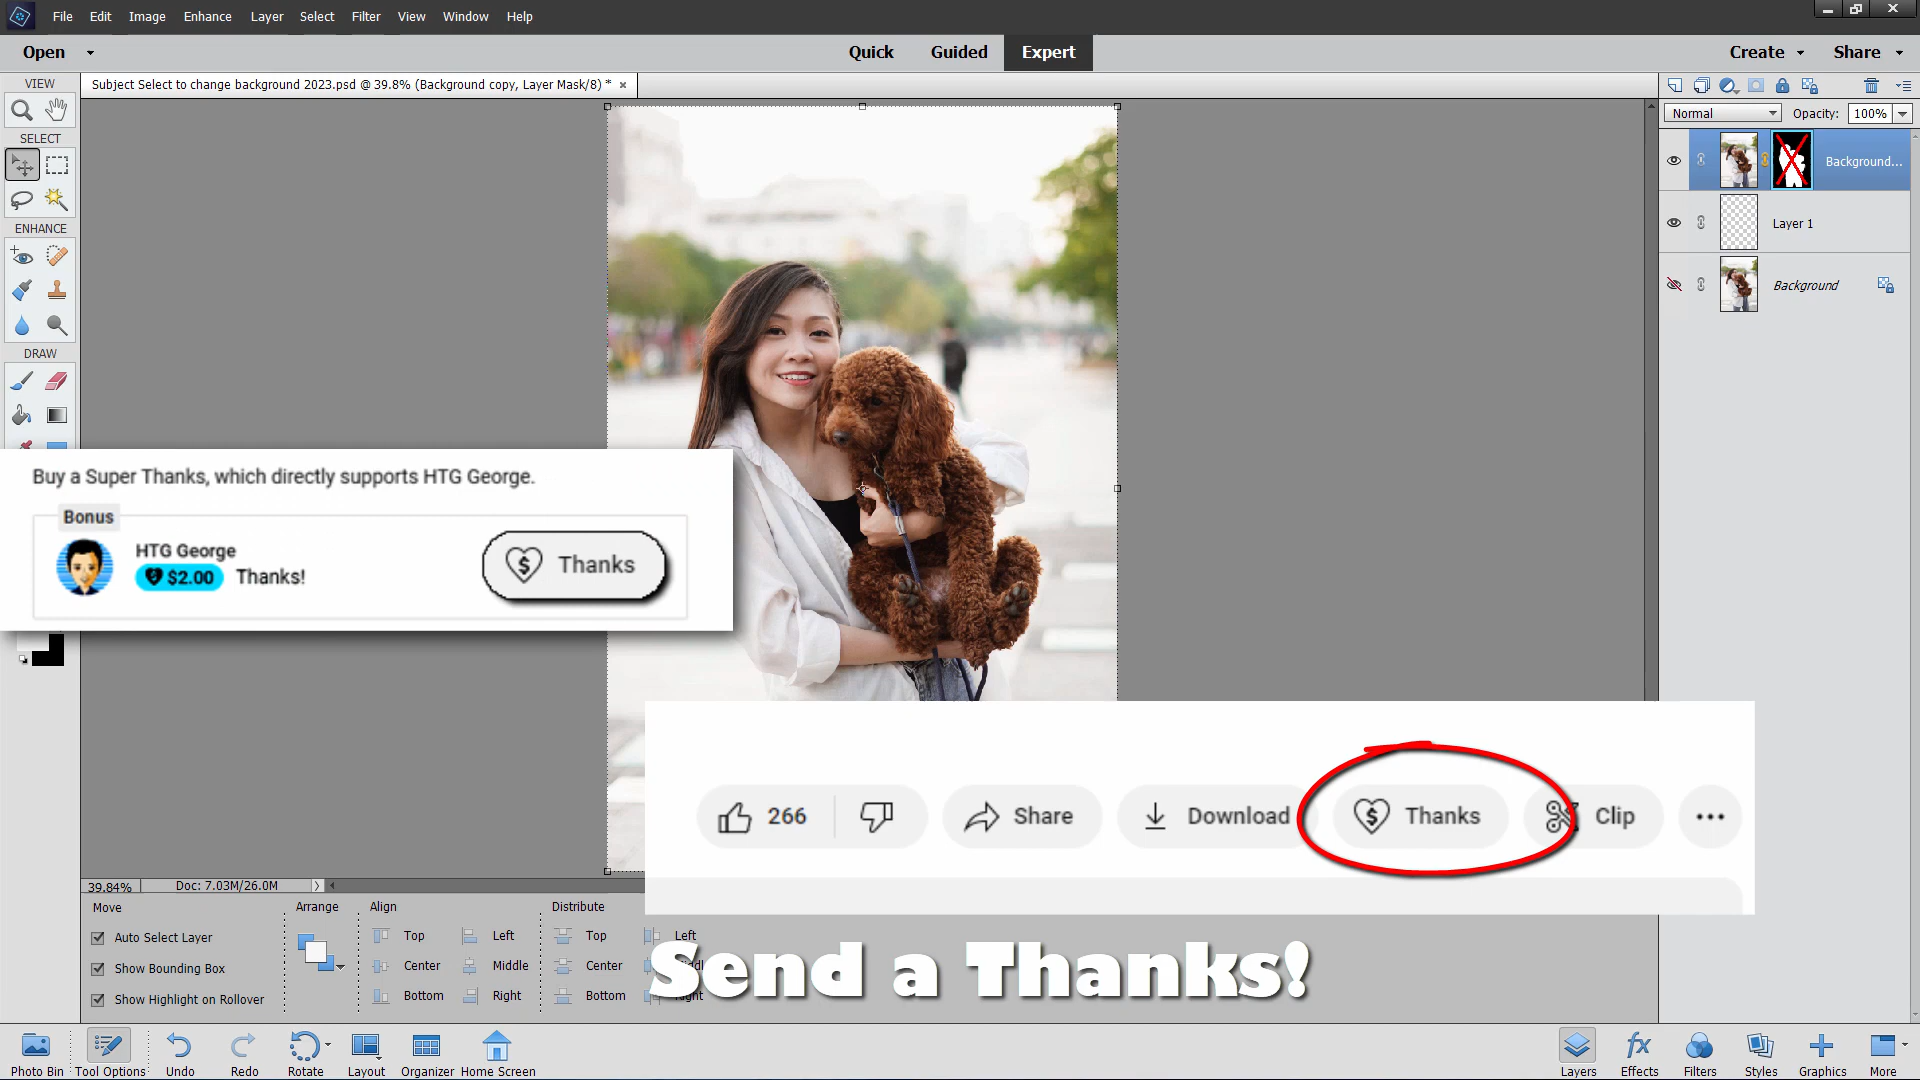 File Edit Image Enhance Layer Select Filter View Window Help
Open Quick Guided Expert Create Share
VIEW
Subject Select to change background 2023.psd @ 39.8% (Background copy, Layer Mask/8) * ×
Normal Opacity: 100%
SELECT
Background...
Layer 1
ENHANCE
Background
DRAW
Buy a Super Thanks, which directly supports HTG George.
Bonus
HTG George
$2.00 Thanks!
$ Thanks
266 Share Download $ Thanks Clip ...
39.84% Doc: 7.03M/26.0M
Move Arrange Align Distribute
Auto Select Layer Top Left Top Left
Show Bounding Box Center Middle Center
Show Highlight on Rollover Bottom Right Bottom Right
Send a Thanks!
Photo Bin Tool Options Undo Redo Rotate Layout Organizer Home Screen Layers Effects Filters Styles Graphics More